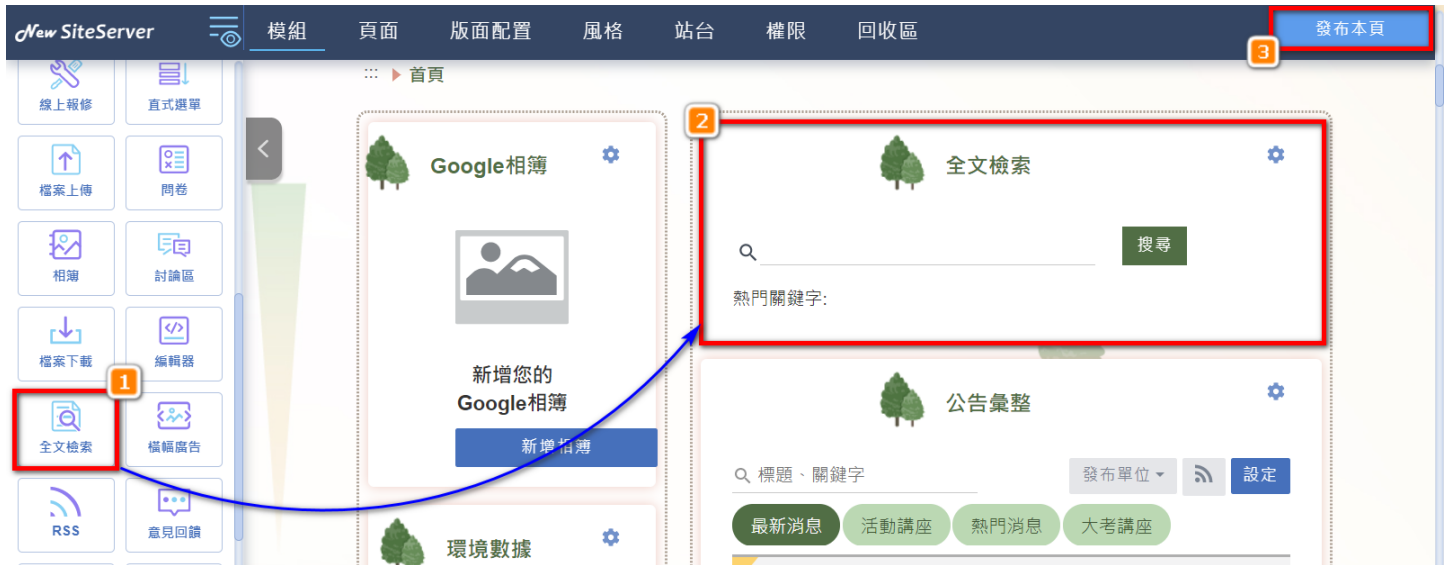 New SiteServer
模組
頁面
版面配置
風格
站台
權限
回收區
發布本頁
3
線上報修
直式選單
檔案上傳
問卷
相簿
討論區
檔案下載
編輯器
1
全文檢索
橫幅廣告
RSS
意見回饋
::: 首頁
Google相簿
新增您的
Google相簿
新增相簿
環境數據
2
全文檢索
搜尋
熱門關鍵字:
公告彙整
標題、關鍵字
發布單位
設定
最新消息
活動講座
熱門消息
大考講座